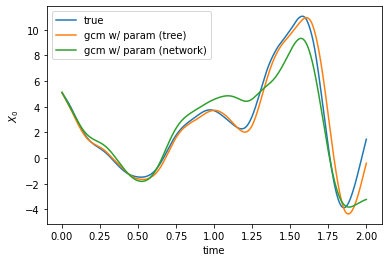 true
gcm w/ param (tree)
gcm w/ param (network)
10
8
6
4
2
0
−2
−4
X₀
0.00 0.25 0.50 0.75 1.00 1.25 1.50 1.75 2.00
time